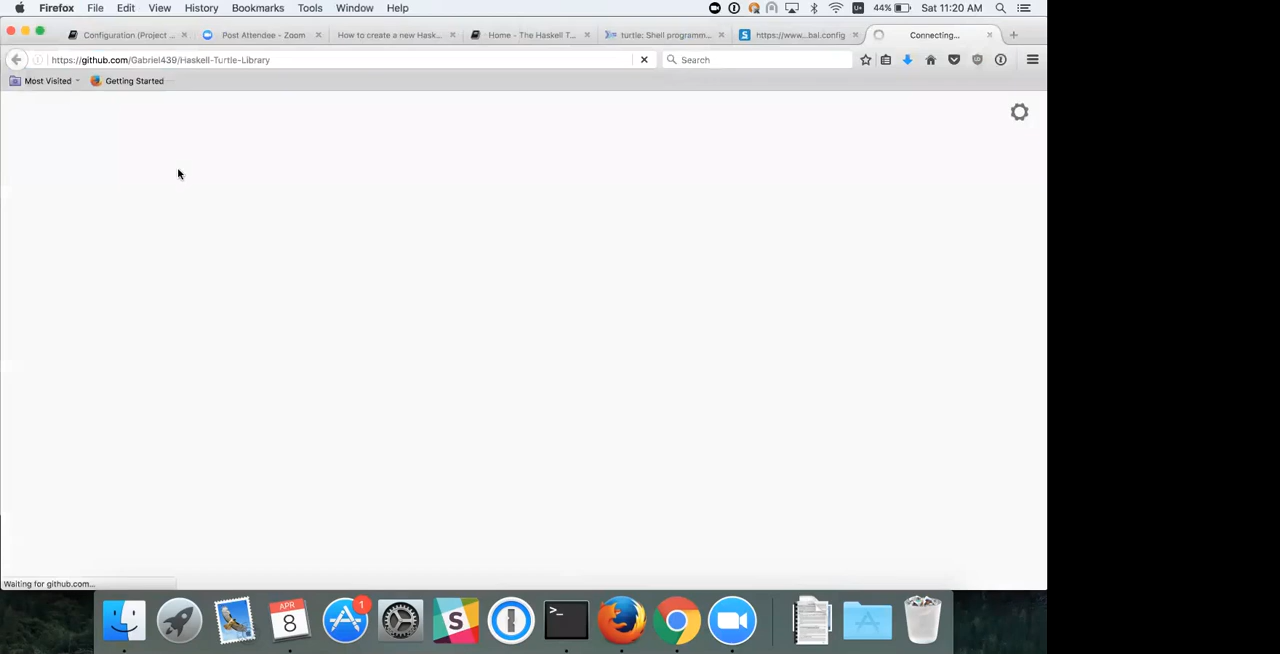 Firefox File Edit View History Bookmarks Tools Window Help 44% Sat 11:20 AM
Configuration (Project ... Post Attendee - Zoom How to create a new Hask... Home - The Haskell T... turtle: Shell programm... https://www...bal.config Connecting...
https://github.com/Gabriel439/Haskell-Turtle-Library Search
Most Visited Getting Started
Waiting for github.com...
1
APR
8
S
>_